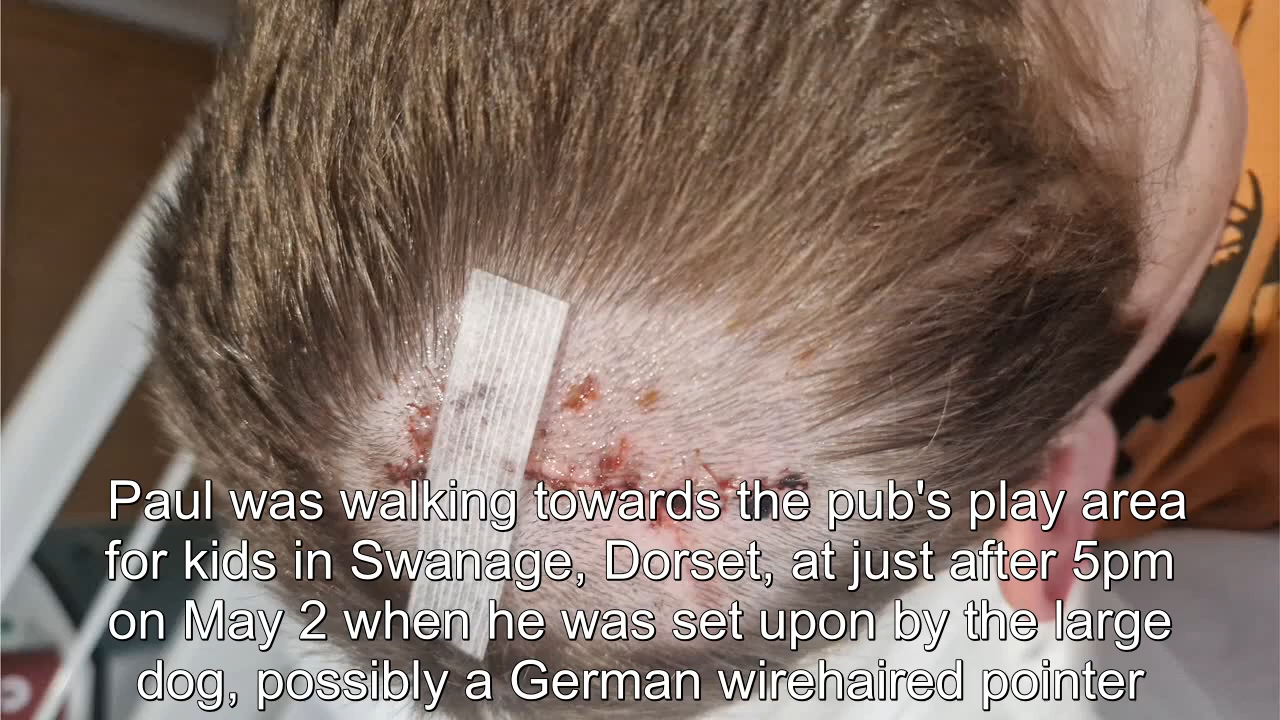 Paul was walking towards the pub's play area
for kids in Swanage, Dorset, at just after 5pm
on May 2 when he was set upon by the large
dog, possibly a German wirehaired pointer